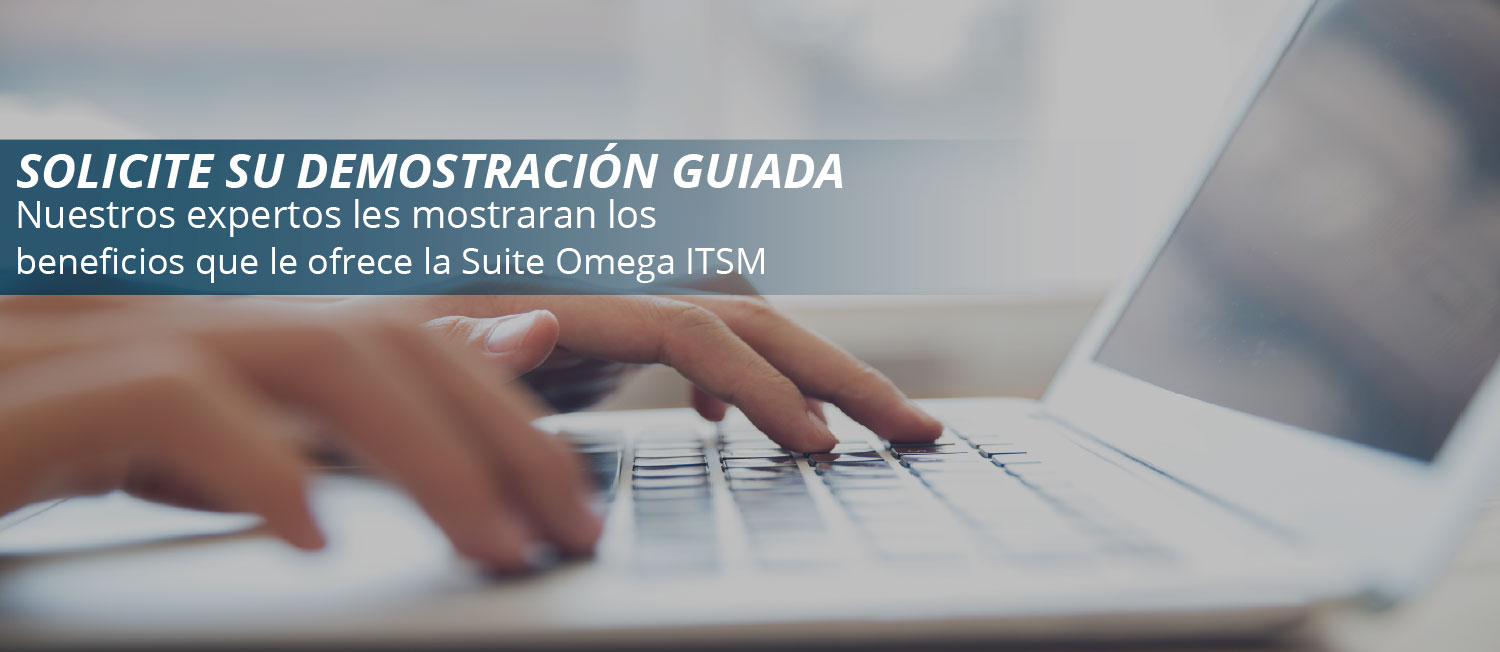 SOLICITE SU DEMOSTRACIÓN GUIADA
Nuestros expertos les mostraran los
beneficios que le ofrece la Suite Omega ITSM